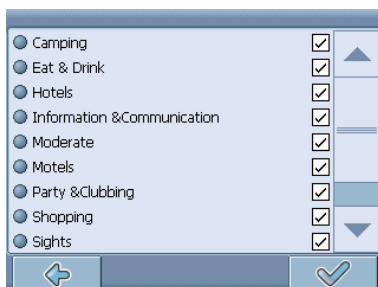 Camping
Eat & Drink
Hotels
Information &Communication
Moderate
Motels
Party &Clubbing
Shopping
Sights